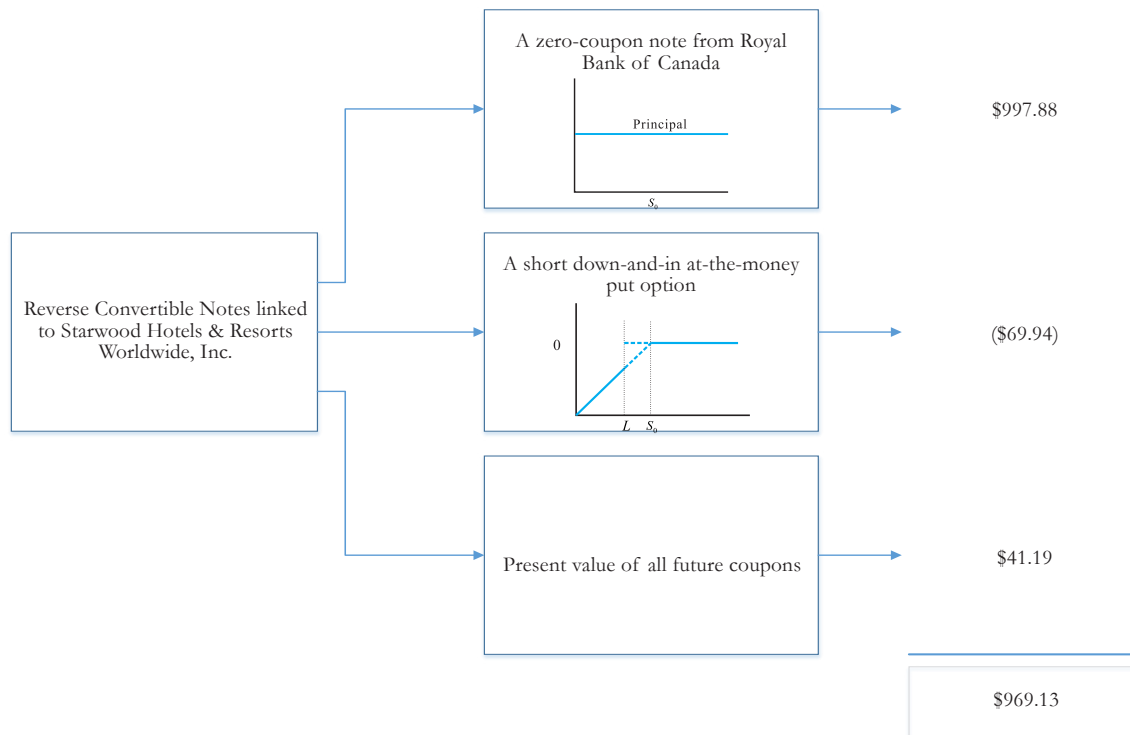 A zero-coupon note from Royal
Bank of Canada
Principal
S₀
$997.88
Reverse Convertible Notes linked
to Starwood Hotels & Resorts
Worldwide, Inc.
A short down-and-in at-the-money
put option
0
L S₀
($69.94)
Present value of all future coupons
$41.19
$969.13